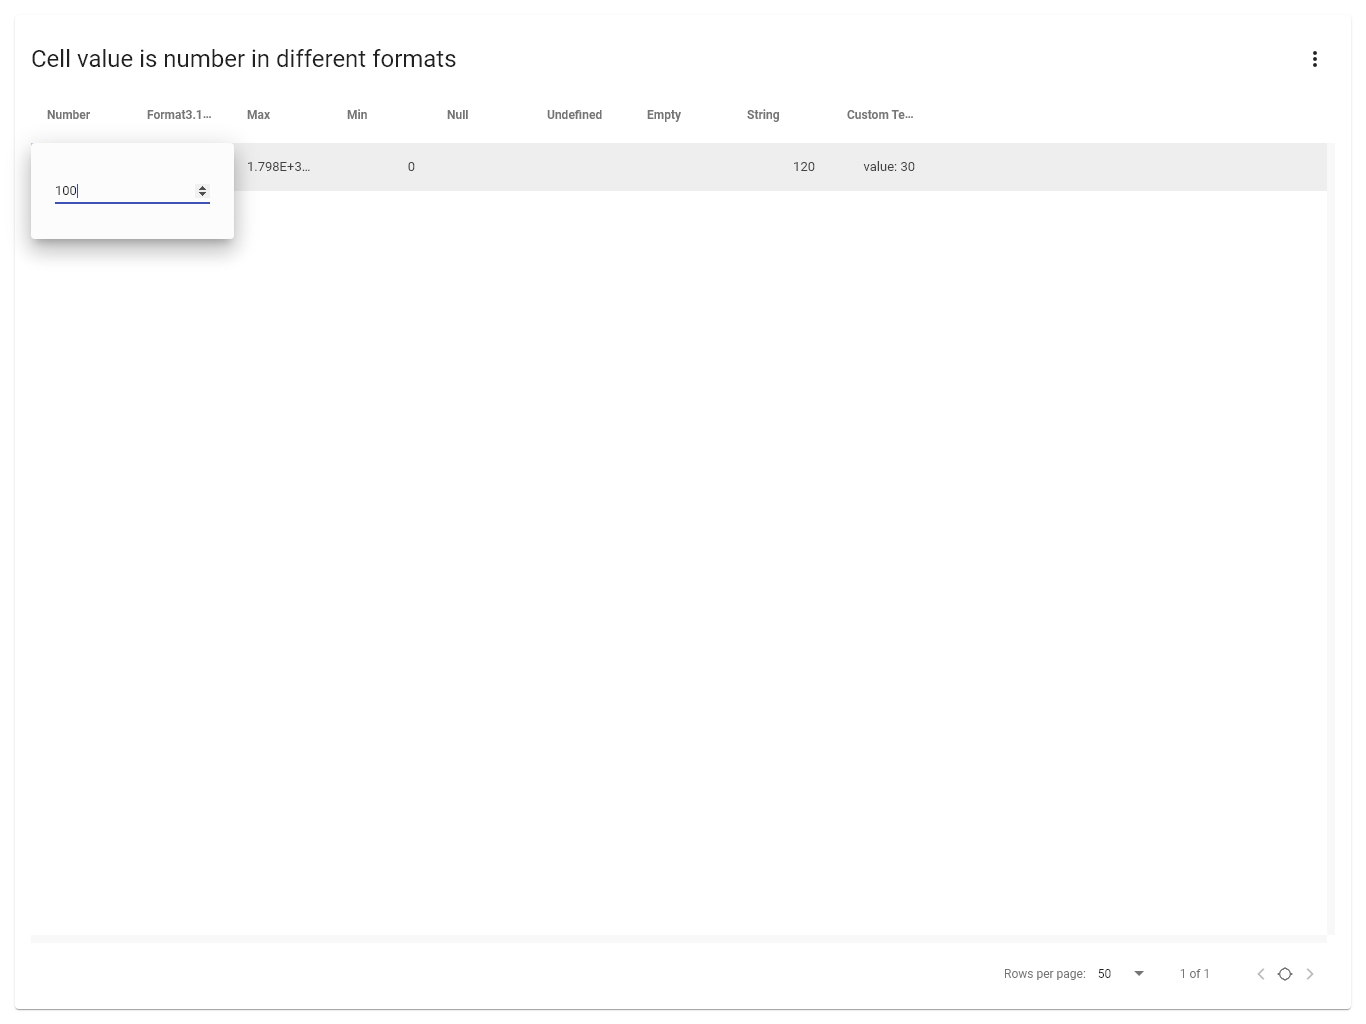 Cell value is number in different formats
Number Format3.1... Max Min Null Undefined Empty String Custom Te...
100 1.798E+3... 0 120 value: 30
Rows per page: 50 1 of 1